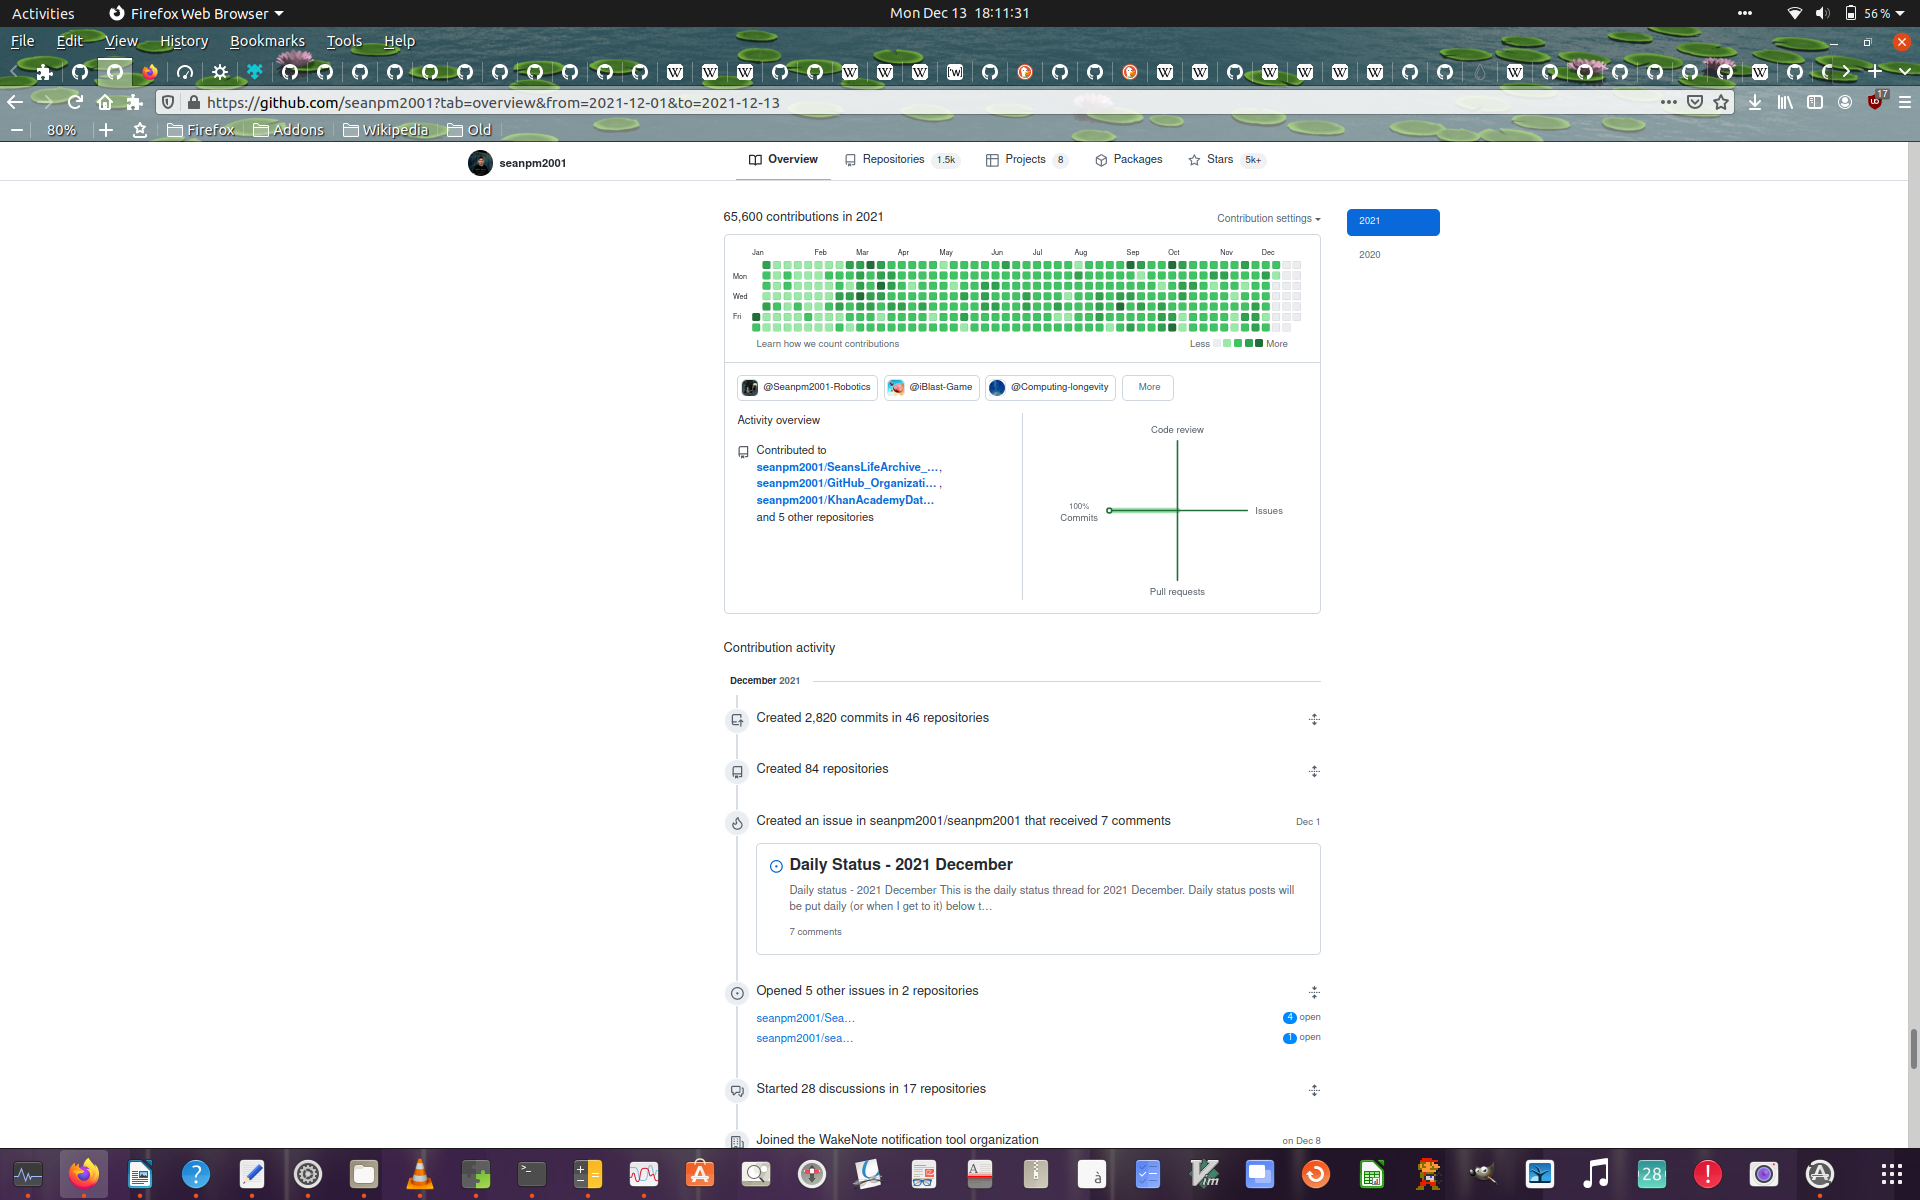 Activities
Firefox Web Browser
Mon Dec 13 18:11:31
56 %
File Edit View History Bookmarks Tools Help
https://github.com/seanpm2001?tab=overview&from=2021-12-01&to=2021-12-13
17
80%
Firefox
Addons
Wikipedia
Old
seanpm2001
Overview
Repositories 1.5k
Projects 8
Packages
Stars 5k+
65,600 contributions in 2021
Contribution settings
2021
2020
Jan Feb Mar Apr May Jun Jul Aug Sep Oct Nov Dec
Mon
Wed
Fri
Learn how we count contributions
Less
More
@Seanpm2001-Robotics
@iBlast-Game
@Computing-longevity
More
Activity overview
Contributed to
seanpm2001/SeansLifeArchive_…,
seanpm2001/GitHub_Organizati… ,
seanpm2001/KhanAcademyDat…
and 5 other repositories
Code review
100%
Commits
Issues
Pull requests
Contribution activity
December 2021
Created 2,820 commits in 46 repositories
Created 84 repositories
Created an issue in seanpm2001/seanpm2001 that received 7 comments
Dec 1
Daily Status - 2021 December
Daily status - 2021 December This is the daily status thread for 2021 December. Daily status posts will
be put daily (or when I get to it) below t…
7 comments
Opened 5 other issues in 2 repositories
seanpm2001/Sea…
4 open
seanpm2001/sea…
1 open
Started 28 discussions in 17 repositories
Joined the WakeNote notification tool organization
on Dec 8
28